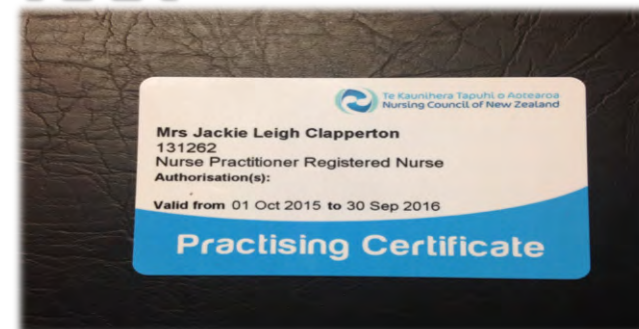 Te Kaunihera Tapuhi o Aotearoa
Nursing Council of New Zealand
Mrs Jackie Leigh Clapperton
131262
Nurse Practitioner Registered Nurse
Authorisation(s):
Valid from 01 Oct 2015 to 30 Sep 2016
Practising Certificate